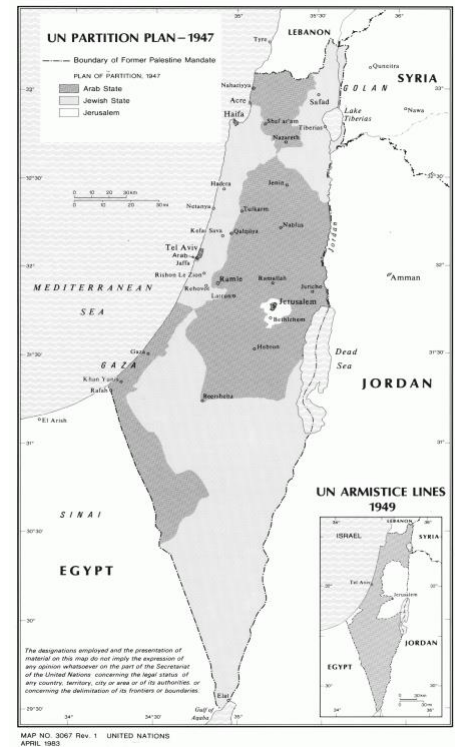 UN PARTITION PLAN—1947
Boundary of Former Palestine Mandate
PLAN OF PARTITION, 1947
Arab State
Jewish State
Jerusalem
LEBANON
SYRIA
GOLAN
Tyre
Quneitra
Nawa
Nahariyya
Acre
Haifa
Safad
Shefar'am
Lake
Tiberias
Tiberias
Nazareth
Hadera
Jenin
Netanya
Tulkarm
Nablus
Kefar Sava
Qalqilya
Jordan
Tel Aviv
Arab
Jaffa
Rishon Le Zion
Ramle
Ramallah
Rehovot
Latrun
Jericho
Amman
Jerusalem
Bethlehem
MEDITERRANEAN
SEA
Hebron
Gaza
GAZA
Dead
Sea
Khan Yunis
Rafah
JORDAN
Beersheba
El Arish
SINAI
EGYPT
Elat
Gulf of
Aqaba
UN ARMISTICE LINES
1949
LEBANON
ISRAEL
SYRIA
Tel Aviv
Jerusalem
JORDAN
EGYPT
The designations employed and the presentation of
material on this map do not imply the expression of
any opinion whatsoever on the part of the Secretariat
of the United Nations concerning the legal status of
any country, territory, city or area or of its authorities, or
concerning the delimitation of its frontiers or boundaries.
MAP NO. 3067 Rev. 1 UNITED NATIONS
APRIL 1983